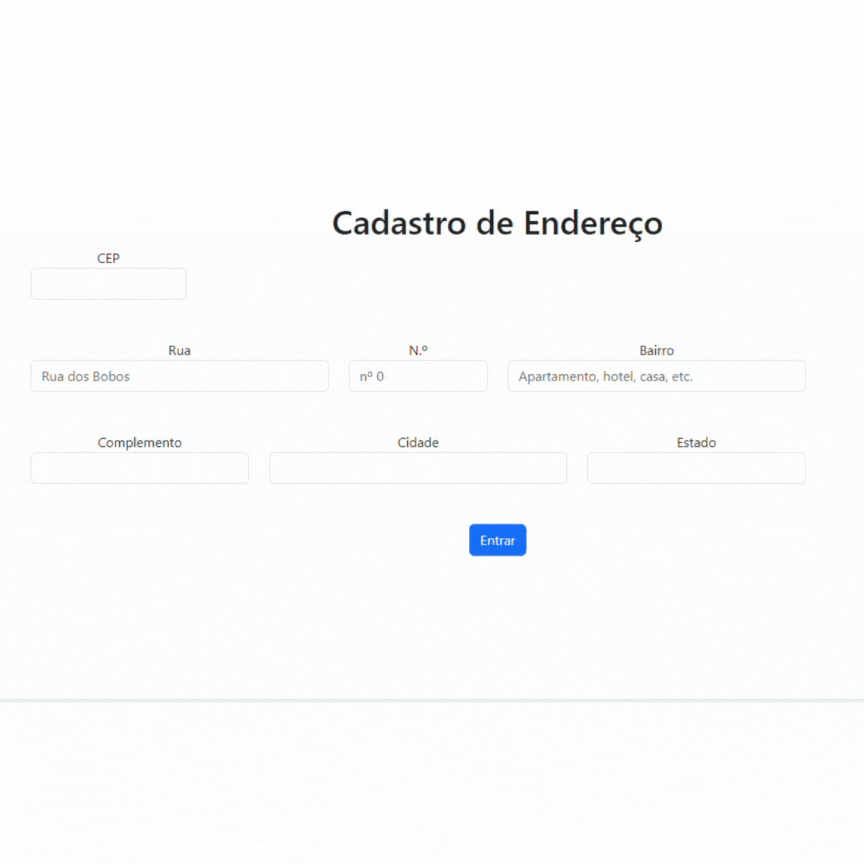 Cadastro de Endereço
CEP
Rua N.º Bairro
Rua dos Bobos nº 0 Apartamento, hotel, casa, etc.
Complemento Cidade Estado
Entrar